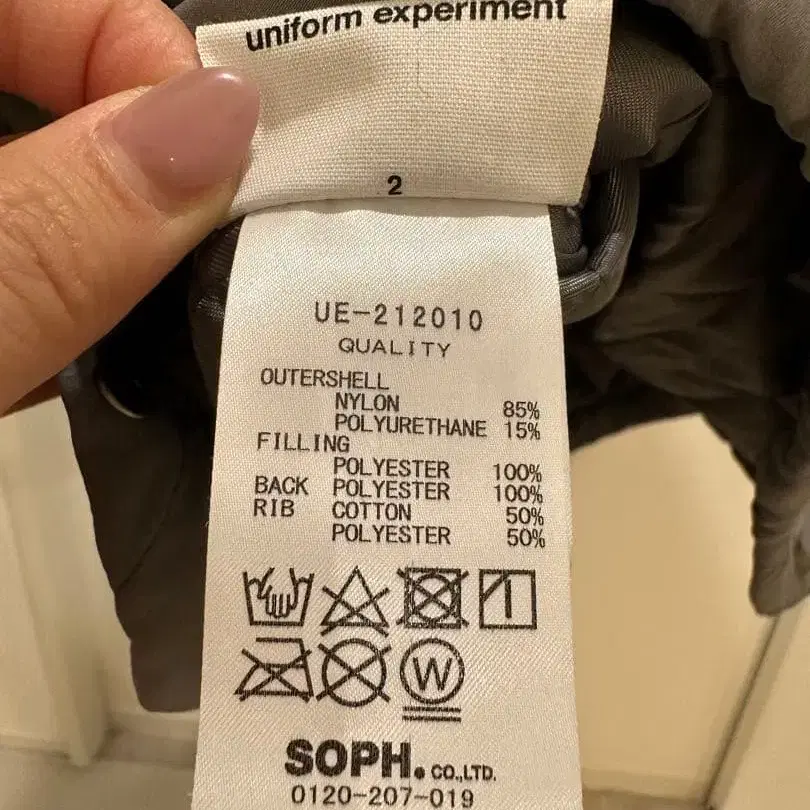 uniform experiment
2
UE-212010
QUALITY
OUTERSHELL
NYLON 85%
POLYURETHANE 15%
FILLING
POLYESTER 100%
BACK POLYESTER 100%
RIB COTTON 50%
POLYESTER 50%
W
SOPH. CO.,LTD.
0120-207-019